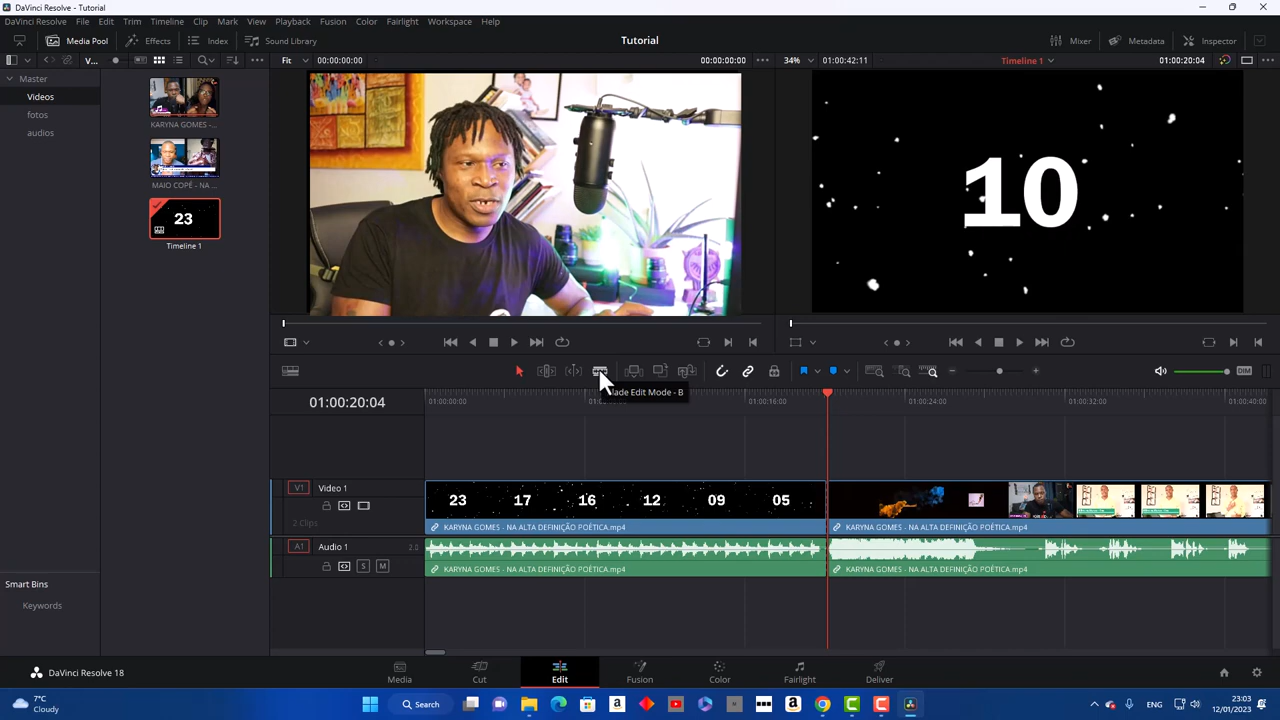 DaVinci Resolve - Tutorial
DaVinci Resolve File Edit Trim Timeline Clip Mark View Playback Fusion Color Fairlight Workspace Help
Media Pool Effects Index Sound Library Tutorial Mixer Metadata Inspector
V... Fit 00:00:00:00 00:00:00:00 34% 01:00:42:11 Timeline 1 01:00:20:04
Master
Videos
fotos
audios
KARYNA GOMES -...
MAIO COPÉ - NA ...
23
Timeline 1
10
DIM
Blade Edit Mode - B
01:00:20:04
01:00:00:00 01:00:16:00 01:00:24:00 01:00:32:00 01:00:40:00
V1 Video 1
2 Clips
23 17 16 12 09 05
KARYNA GOMES - NA ALTA DEFINIÇÃO POÉTICA.mp4 KARYNA GOMES - NA ALTA DEFINIÇÃO POÉTICA.mp4
A1 Audio 1 2.0
S M
KARYNA GOMES - NA ALTA DEFINIÇÃO POÉTICA.mp4 KARYNA GOMES - NA ALTA DEFINIÇÃO POÉTICA.mp4
Smart Bins
Keywords
DaVinci Resolve 18
Media Cut Edit Fusion Color Fairlight Deliver
7°C
Cloudy
Search
ENG
23:03
12/01/2023